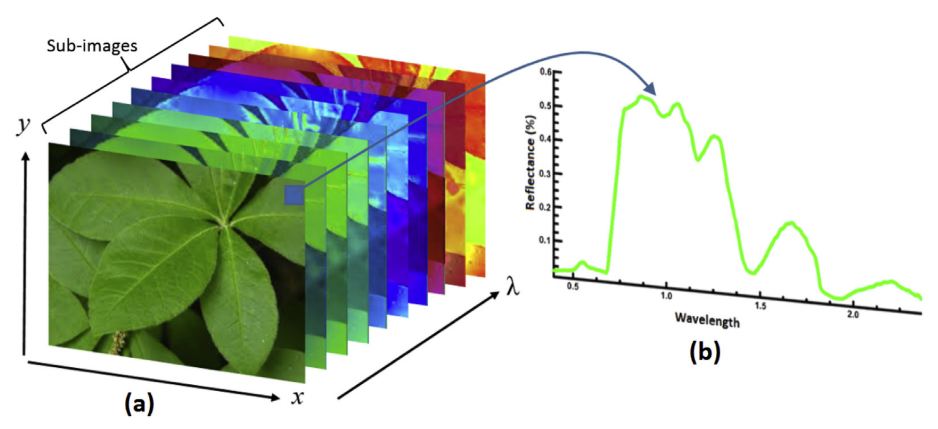 Sub-images
y
x
λ
(a)
Reflectance (%)
0.6
0.5
0.4
0.3
0.2
0.1
0.5
1.0
1.5
2.0
Wavelength
(b)